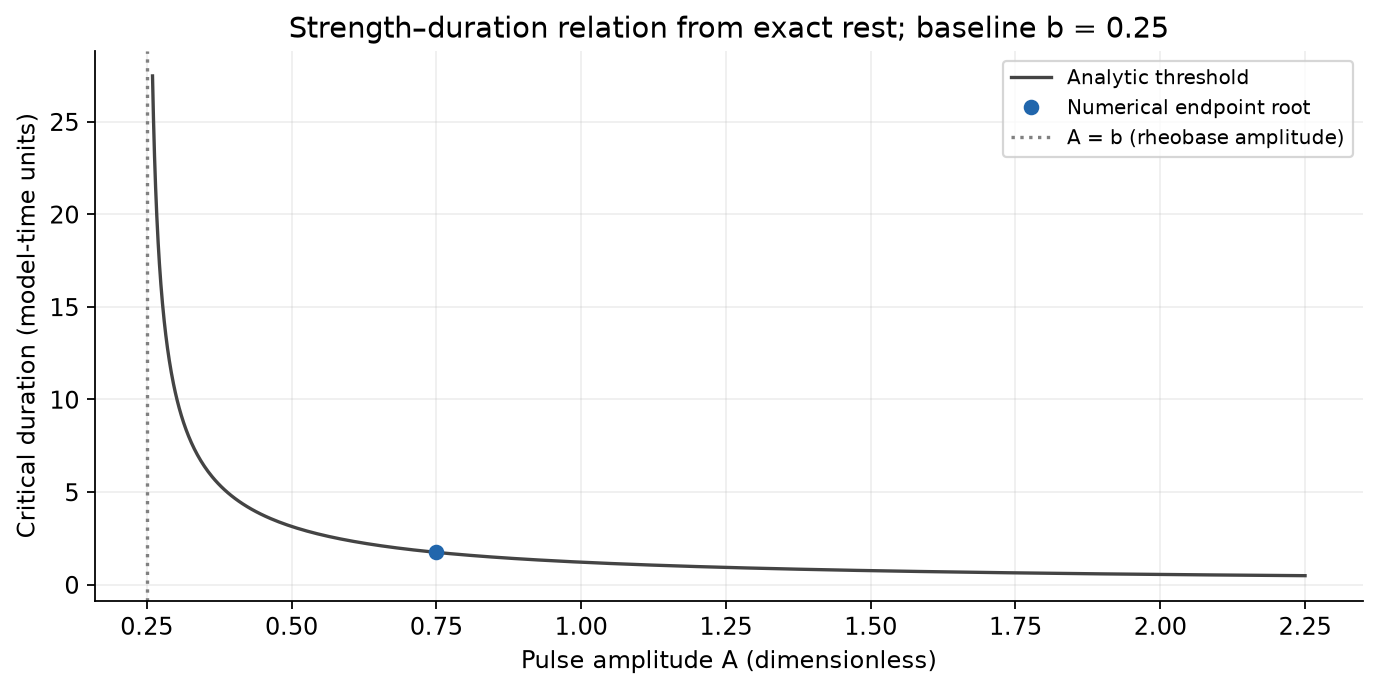 Strength–duration relation from exact rest; baseline b = 0.25
Analytic threshold
Numerical endpoint root
A = b (rheobase amplitude)
Critical duration (model-time units)
25
20
15
10
5
0
0.25 0.50 0.75 1.00 1.25 1.50 1.75 2.00 2.25
Pulse amplitude A (dimensionless)